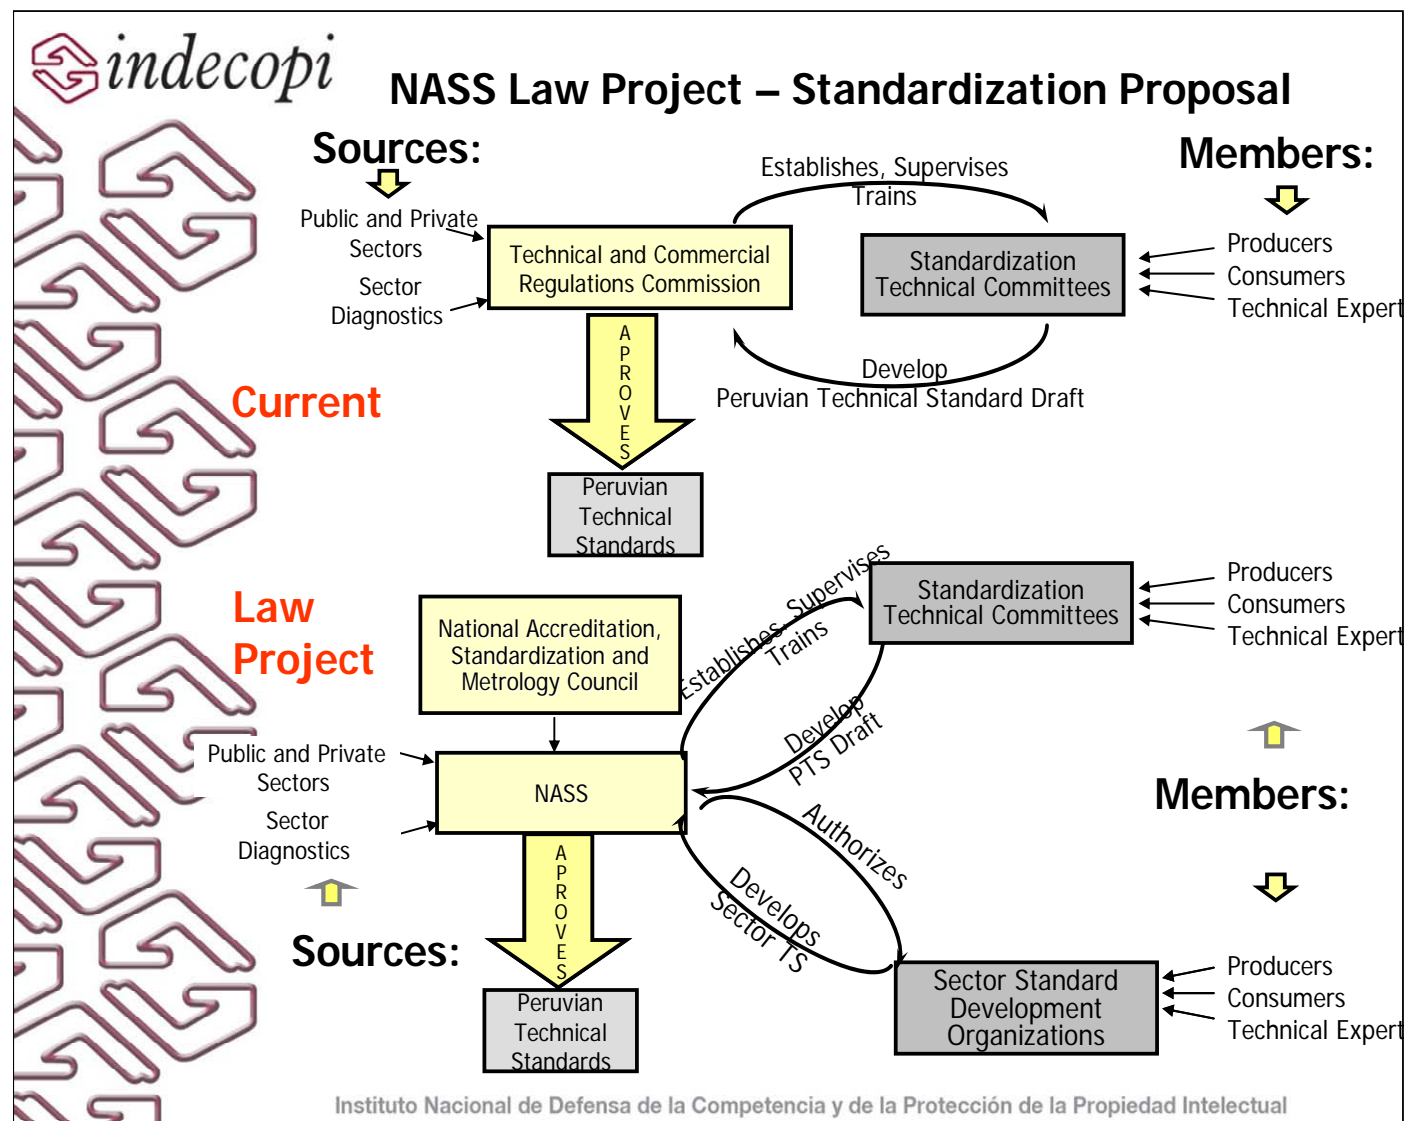 indecopi
NASS Law Project – Standardization Proposal
Sources:
Members:
Establishes, Supervises
Trains
Public and Private
Sectors
Sector
Diagnostics
Technical and Commercial
Regulations Commission
Standardization
Technical Committees
Producers
Consumers
Technical Expert
APROVES
Develop
Peruvian Technical Standard Draft
Current
Peruvian
Technical
Standards
Law
Project
National Accreditation,
Standardization and
Metrology Council
Establishes, Supervises
Trains
Standardization
Technical Committees
Producers
Consumers
Technical Expert
Develop
PTS Draft
Public and Private
Sectors
Sector
Diagnostics
NASS
Members:
Authorizes
Develops
Sector TS
APROVES
Sources:
Sector Standard
Development
Organizations
Producers
Consumers
Technical Expert
Peruvian
Technical
Standards
Instituto Nacional de Defensa de la Competencia y de la Protección de la Propiedad Intelectual